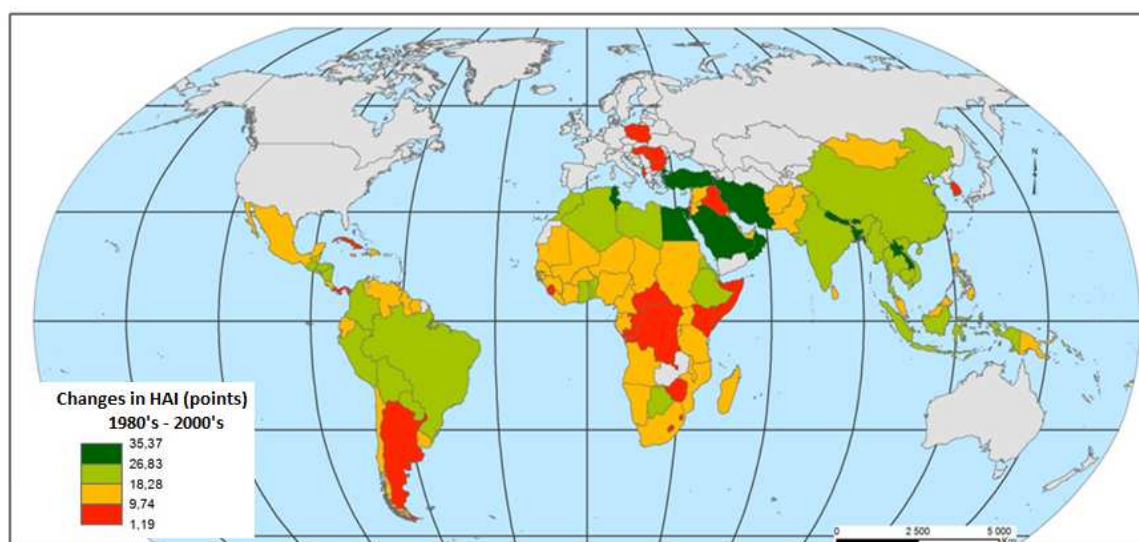 N
Changes in HAI (points)
1980's - 2000's
35,37
26,83
18,28
9,74
1,19
0 2 500 5 000
Km